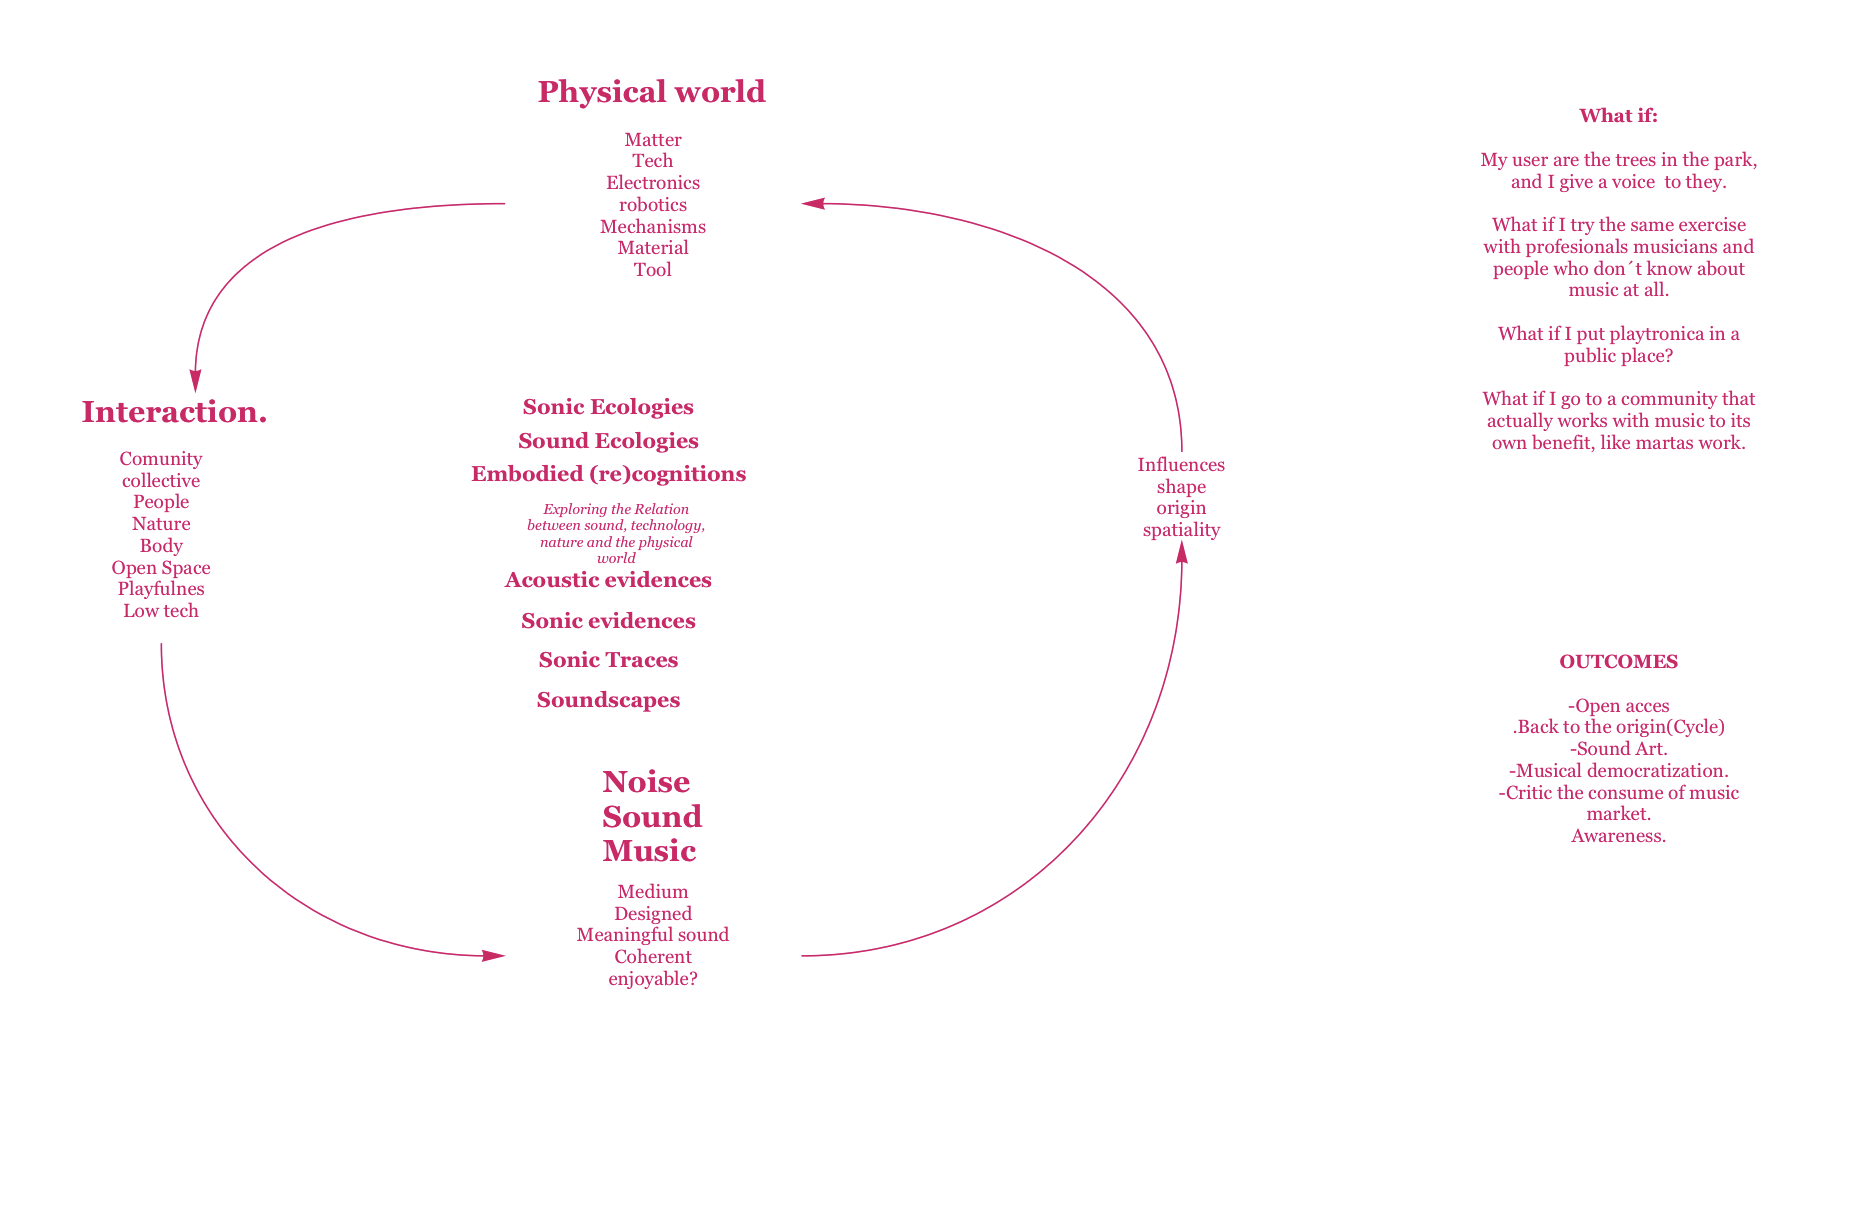 Physical world
Matter
Tech
Electronics
robotics
Mechanisms
Material
Tool
Interaction.
Comunity
collective
People
Nature
Body
Open Space
Playfulnes
Low tech
Sonic Ecologies
Sound Ecologies
Embodied (re)cognitions
Exploring the Relation
between sound, technology,
nature and the physical
world
Acoustic evidences
Sonic evidences
Sonic Traces
Soundscapes
Noise
Sound
Music
Medium
Designed
Meaningful sound
Coherent
enjoyable?
Influences
shape
origin
spatiality
What if:
My user are the trees in the park,
and I give a voice  to they.
What if I try the same exercise
with profesionals musicians and
people who don´t know about
music at all.
What if I put playtronica in a
public place?
What if I go to a community that
actually works with music to its
own benefit, like martas work.
OUTCOMES
-Open acces
.Back to the origin(Cycle)
-Sound Art.
-Musical democratization.
-Critic the consume of music
market.
Awareness.